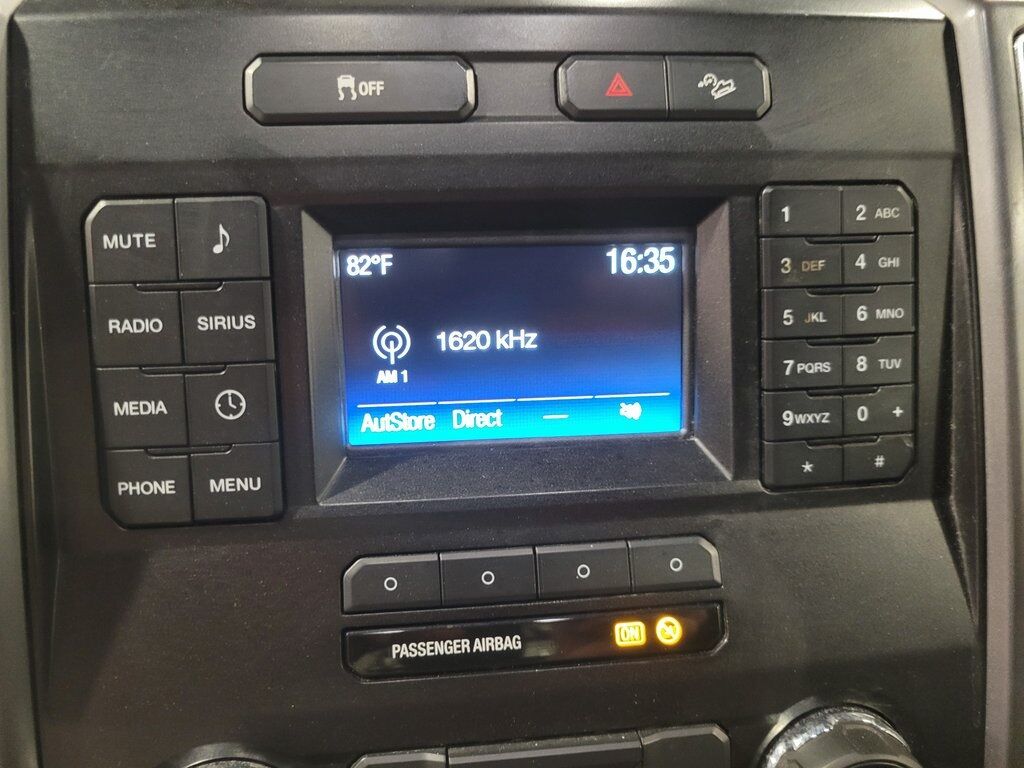 OFF
MUTE
RADIO SIRIUS
MEDIA
PHONE MENU
82°F 16:35
1620 kHz
AM 1
AutStore Direct —
1 2 ABC
3 DEF 4 GHI
5 JKL 6 MNO
7 PQRS 8 TUV
9 WXYZ 0 +
* #
PASSENGER AIRBAG ON